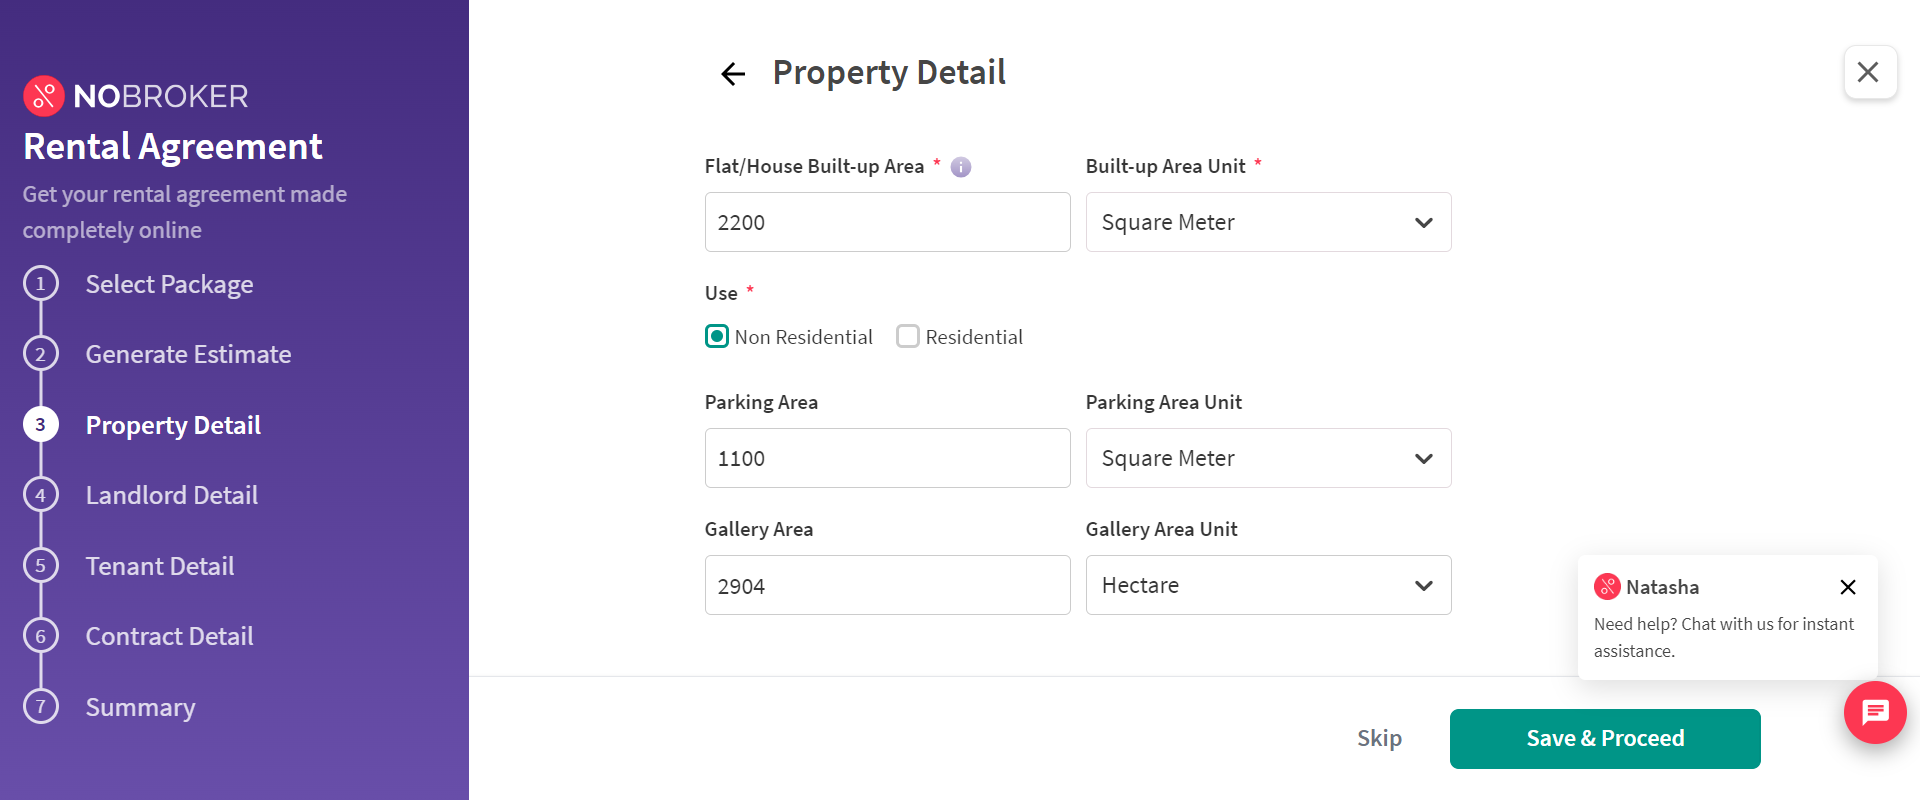 NOBROKER
Rental Agreement
Get your rental agreement made
completely online
1 Select Package
2 Generate Estimate
3 Property Detail
4 Landlord Detail
5 Tenant Detail
6 Contract Detail
7 Summary
Property Detail
Flat/House Built-up Area * i
Built-up Area Unit *
2200
Square Meter
Use *
Non Residential
Residential
Parking Area
Parking Area Unit
1100
Square Meter
Gallery Area
Gallery Area Unit
2904
Hectare
Natasha
Need help? Chat with us for instant
assistance.
Skip
Save & Proceed